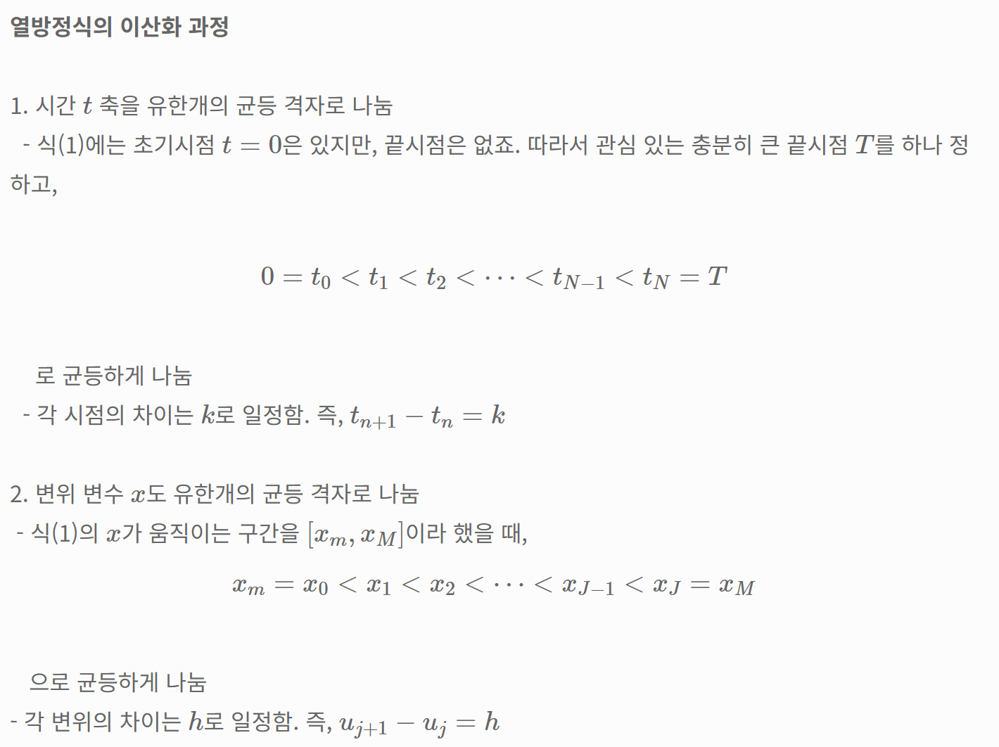 열방정식의 이산화 과정
1. 시간 t 축을 유한개의 균등 격자로 나눔
- 식(1)에는 초기시점 t = 0은 있지만, 끝시점은 없죠. 따라서 관심 있는 충분히 큰 끝시점 T를 하나 정
하고,
0 = t_0 < t_1 < t_2 < ⋯ < t_{N−1} < t_N = T
로 균등하게 나눔
- 각 시점의 차이는 k로 일정함. 즉, t_{n+1} − t_n = k
2. 변위 변수 x도 유한개의 균등 격자로 나눔
- 식(1)의 x가 움직이는 구간을 [x_m, x_M]이라 했을 때,
x_m = x_0 < x_1 < x_2 < ⋯ < x_{J−1} < x_J = x_M
으로 균등하게 나눔
- 각 변위의 차이는 h로 일정함. 즉, u_{j+1} − u_j = h